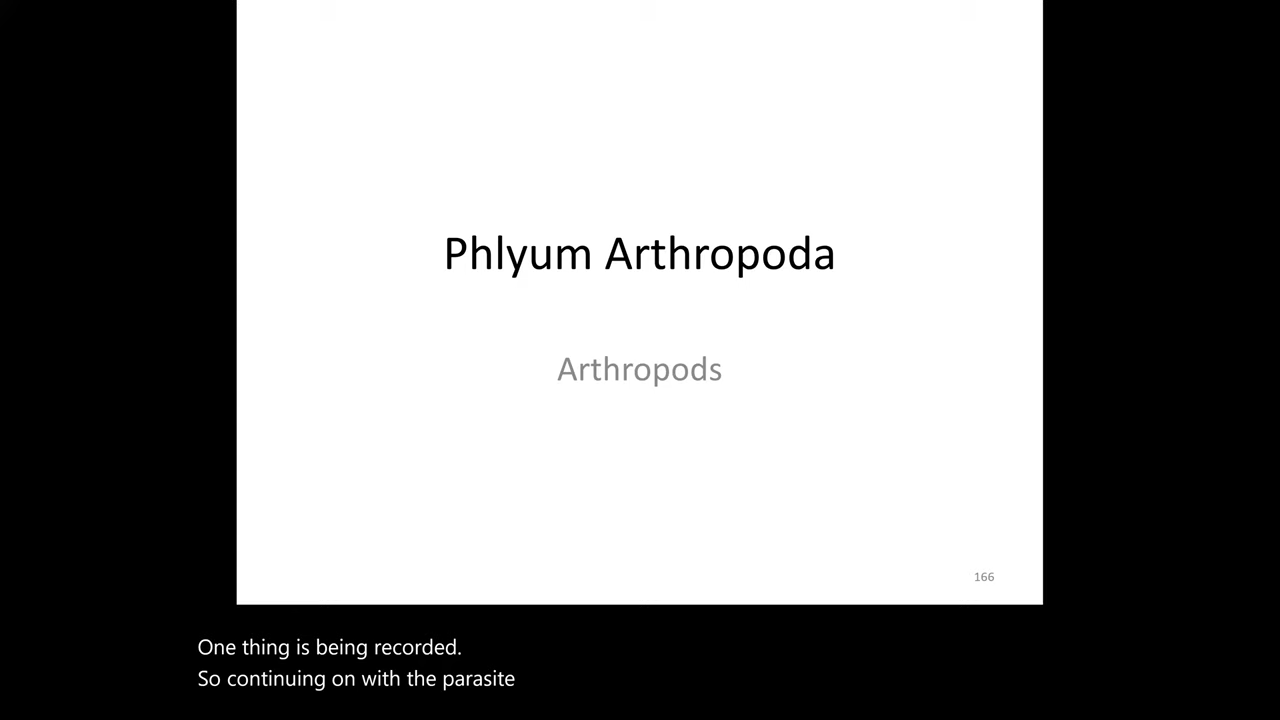 Phlyum Arthropoda
Arthropods
166
One thing is being recorded.
So continuing on with the parasite